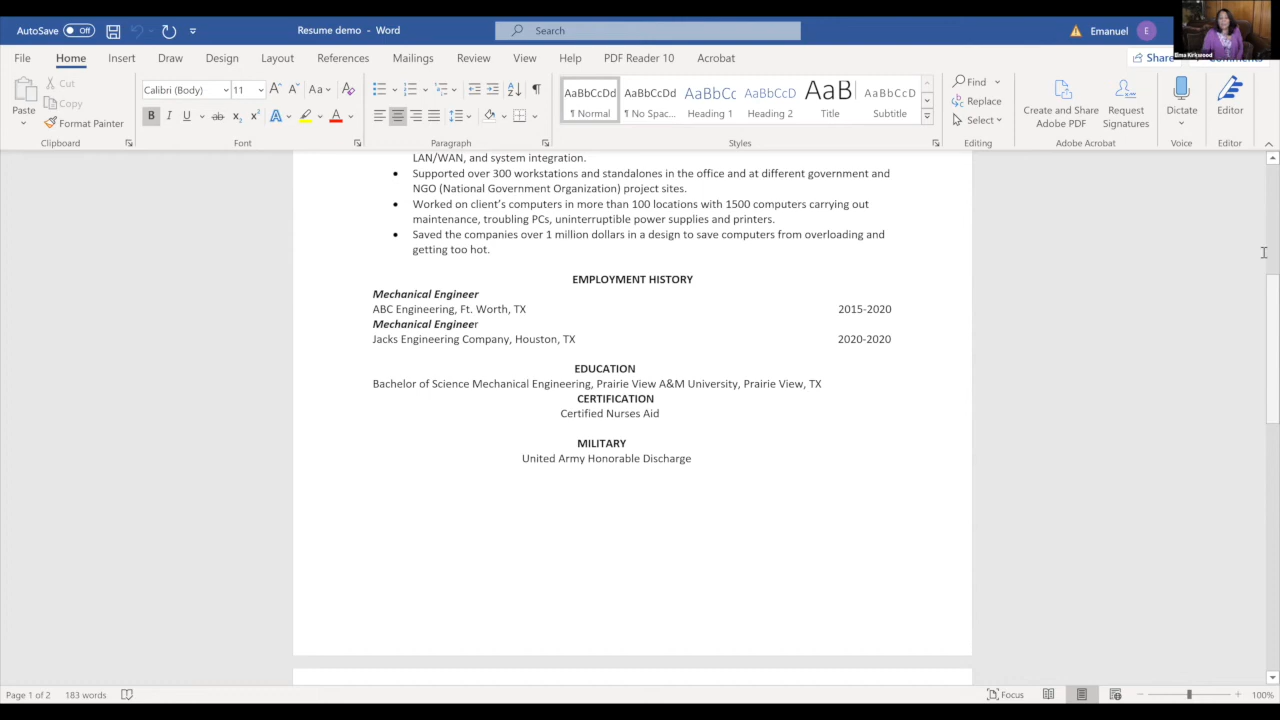 AutoSave Off
Resume demo - Word
Search
Emanuel
E
Elma Kirkwood
File Home Insert Draw Design Layout References Mailings Review View Help PDF Reader 10 Acrobat Share Comments
Paste
Cut
Copy
Format Painter
Clipboard
Calibri (Body) 11
Font
Paragraph
AaBbCcDd AaBbCcDd AaBbCc AaBbCcD AaB AaBbCcD
¶ Normal ¶ No Spac... Heading 1 Heading 2 Title Subtitle
Styles
Find
Replace
Select
Editing
Create and Share Adobe PDF
Request Signatures
Adobe Acrobat
Dictate
Voice
Editor
Editor
LAN/WAN, and system integration.
• Supported over 300 workstations and standalones in the office and at different government and
NGO (National Government Organization) project sites.
• Worked on client's computers in more than 100 locations with 1500 computers carrying out
maintenance, troubling PCs, uninterruptible power supplies and printers.
• Saved the companies over 1 million dollars in a design to save computers from overloading and
getting too hot.
EMPLOYMENT HISTORY
Mechanical Engineer
ABC Engineering, Ft. Worth, TX 2015-2020
Mechanical Engineer
Jacks Engineering Company, Houston, TX 2020-2020
EDUCATION
Bachelor of Science Mechanical Engineering, Prairie View A&M University, Prairie View, TX
CERTIFICATION
Certified Nurses Aid
MILITARY
United Army Honorable Discharge
Page 1 of 2 183 words
Focus
100%